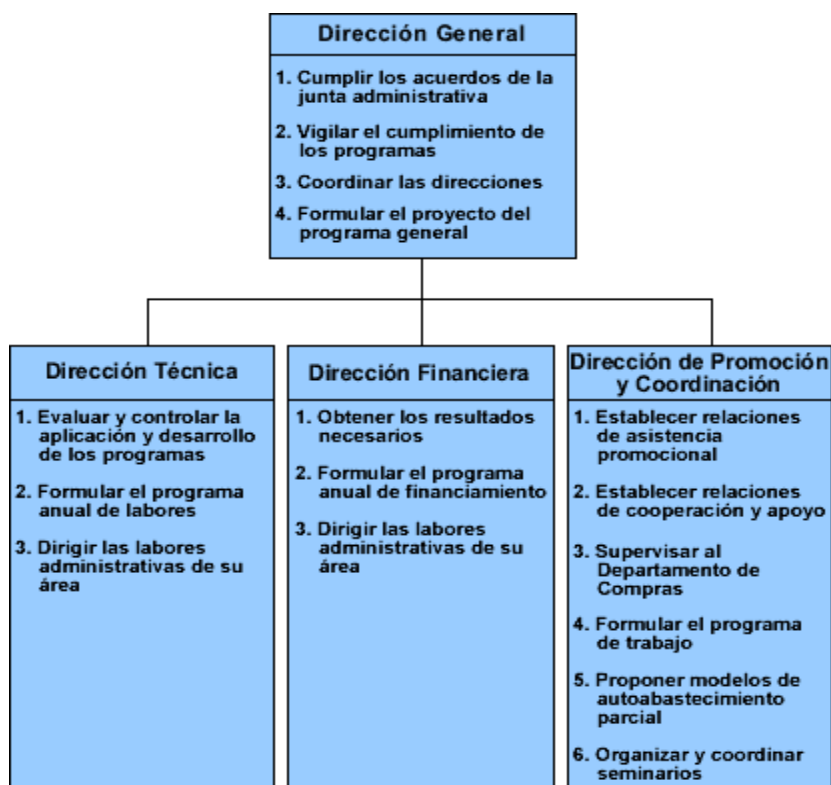 Dirección General
1. Cumplir los acuerdos de la
junta administrativa
2. Vigilar el cumplimiento de
los programas
3. Coordinar las direcciones
4. Formular el proyecto del
programa general
Dirección Técnica
1. Evaluar y controlar la
aplicación y desarrollo
de los programas
2. Formular el programa
anual de labores
3. Dirigir las labores
administrativas de su
área
Dirección Financiera
1. Obtener los resultados
necesarios
2. Formular el programa
anual de financiamiento
3. Dirigir las labores
administrativas de su
área
Dirección de Promoción
y Coordinación
1. Establecer relaciones
de asistencia
promocional
2. Establecer relaciones
de cooperación y apoyo
3. Supervisar al
Departamento de
Compras
4. Formular el programa
de trabajo
5. Proponer modelos de
autoabastecimiento
parcial
6. Organizar y coordinar
seminarios